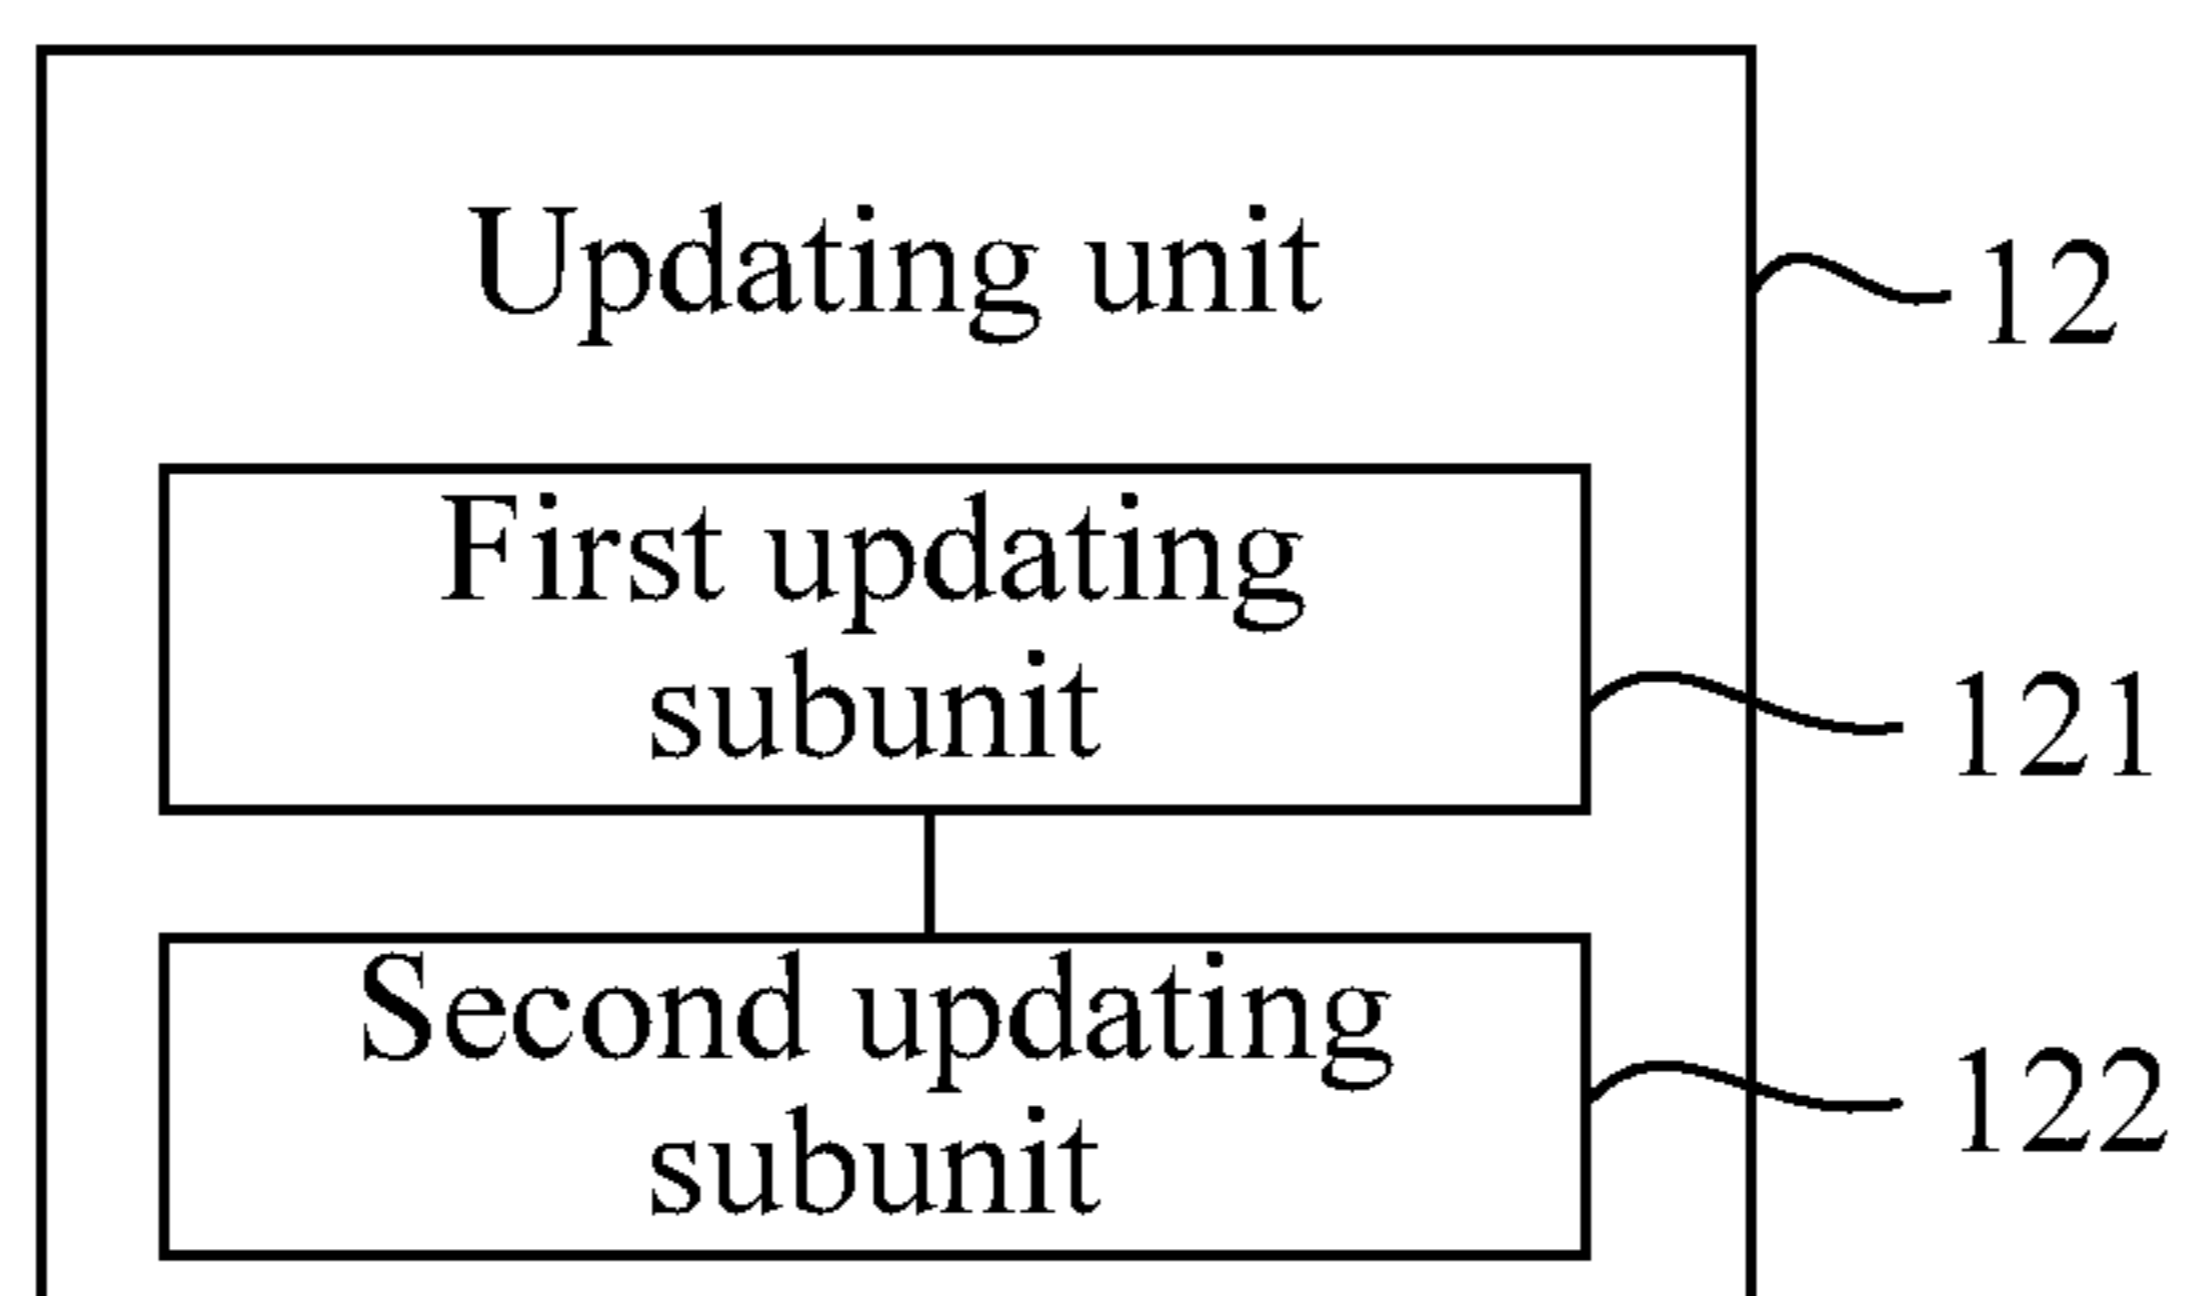 Updating unit
12
First updating
subunit
121
Second updating
subunit
122